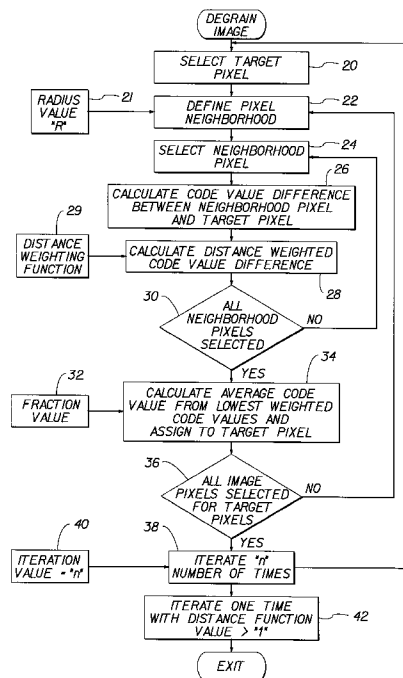 DEGRAIN
IMAGE
SELECT TARGET
PIXEL
20
RADIUS
VALUE
"R"
21
DEFINE PIXEL
NEIGHBORHOOD
22
SELECT NEIGHBORHOOD
PIXEL
24
26
CALCULATE CODE VALUE DIFFERENCE
BETWEEN NEIGHBORHOOD PIXEL
AND TARGET PIXEL
29
DISTANCE
WEIGHTING
FUNCTION
CALCULATE DISTANCE WEIGHTED
CODE VALUE DIFFERENCE
28
30
ALL
NEIGHBORHOOD
PIXELS
SELECTED
NO
YES
32
FRACTION
VALUE
34
CALCULATE AVERAGE CODE
VALUE FROM LOWEST WEIGHTED
CODE VALUES AND
ASSIGN TO TARGET PIXEL
36
ALL IMAGE
PIXELS SELECTED
FOR TARGET
PIXELS
NO
YES
40
ITERATION
VALUE = "n"
38
ITERATE "n"
NUMBER OF TIMES
ITERATE ONE TIME
WITH DISTANCE FUNCTION
VALUE > "1"
42
EXIT